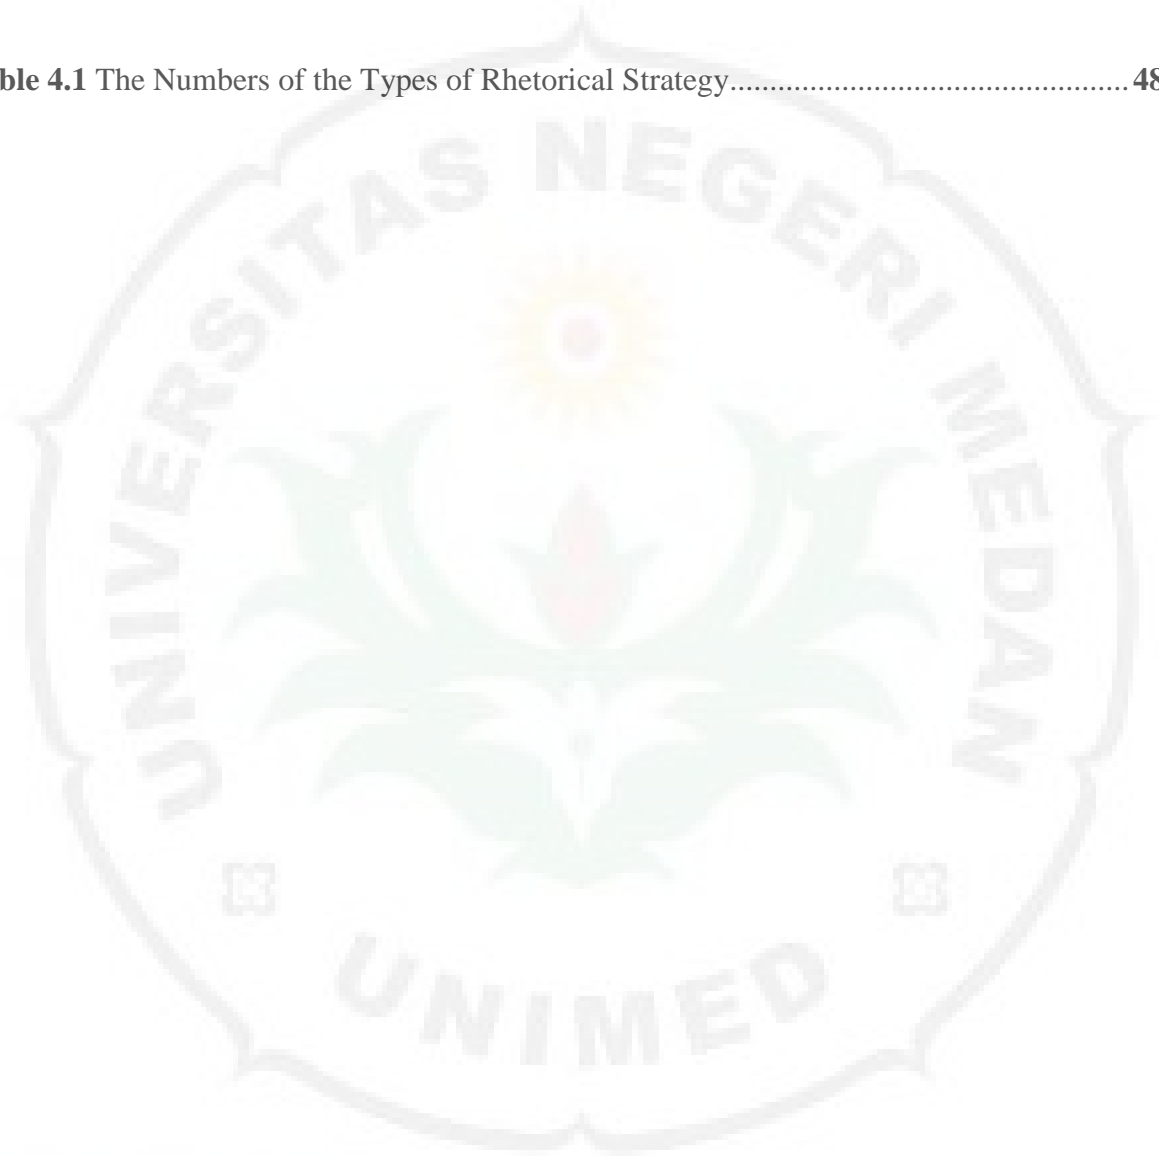 ble 4.1 The Numbers of the Types of Rhetorical Strategy.................................................. 48
UNIVERSITAS NEGERI MEDAN
UNIMED